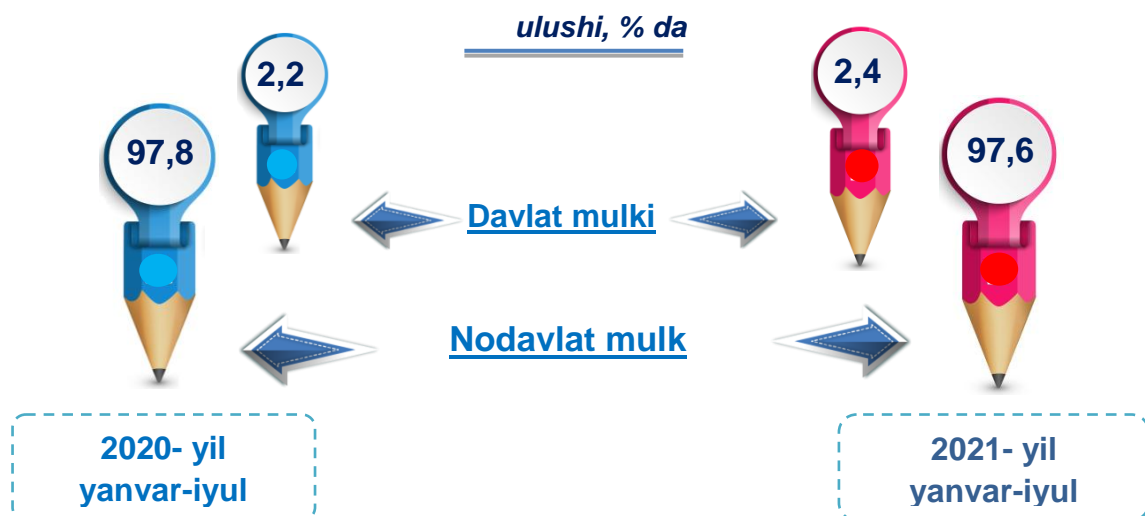 ulushi, % da
2,2
2,4
97,8
97,6
Davlat mulki
Nodavlat mulk
2020- yil
yanvar-iyul
2021- yil
yanvar-iyul